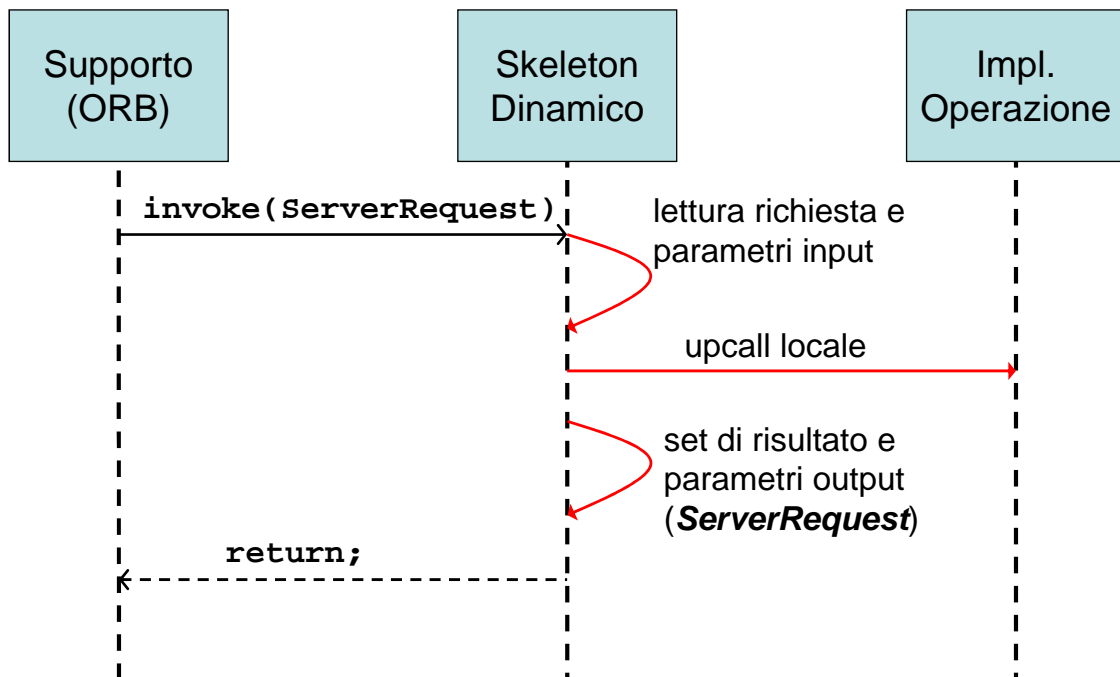 Supporto
(ORB)
Skeleton
Dinamico
Impl.
Operazione
invoke(ServerRequest)
lettura richiesta e
parametri input
upcall locale
set di risultato e
parametri output
(ServerRequest)
return;